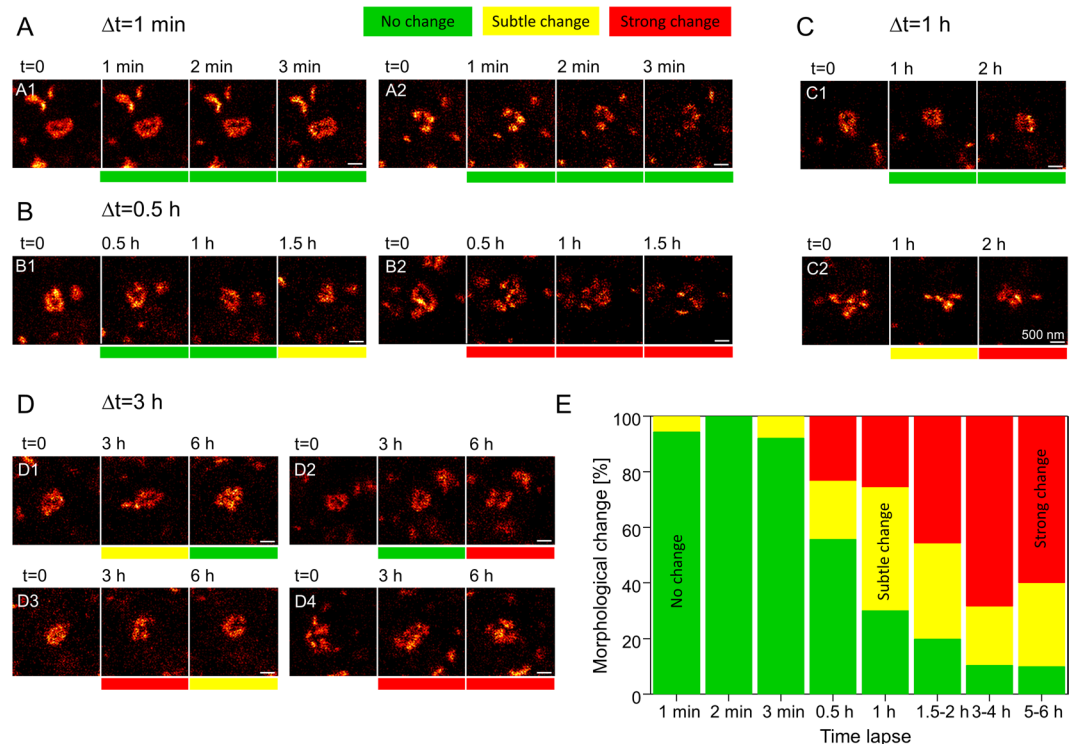 A Δt=1 min
No change Subtle change Strong change
C Δt=1 h
t=0 1 min 2 min 3 min
A1
t=0 1 min 2 min 3 min
A2
t=0 1 h 2 h
C1
B Δt=0.5 h
t=0 0.5 h 1 h 1.5 h
B1
t=0 0.5 h 1 h 1.5 h
B2
t=0 1 h 2 h
C2
500 nm
D Δt=3 h
t=0 3 h 6 h
D1
t=0 3 h 6 h
D2
t=0 3 h 6 h
D3
t=0 3 h 6 h
D4
E
Morphological change [%]
100
80
60
40
20
0
No change
Subtle change
Strong change
1 min 2 min 3 min 0.5 h 1 h 1.5-2 h 3-4 h 5-6 h
Time lapse